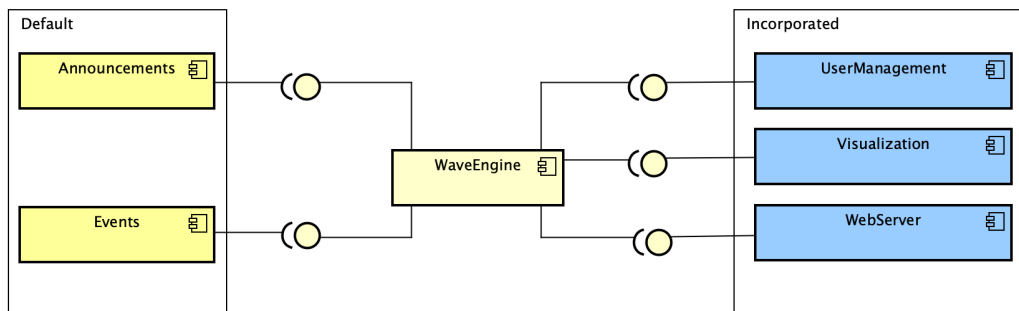 Default
Announcements
Events
WaveEngine
Incorporated
UserManagement
Visualization
WebServer